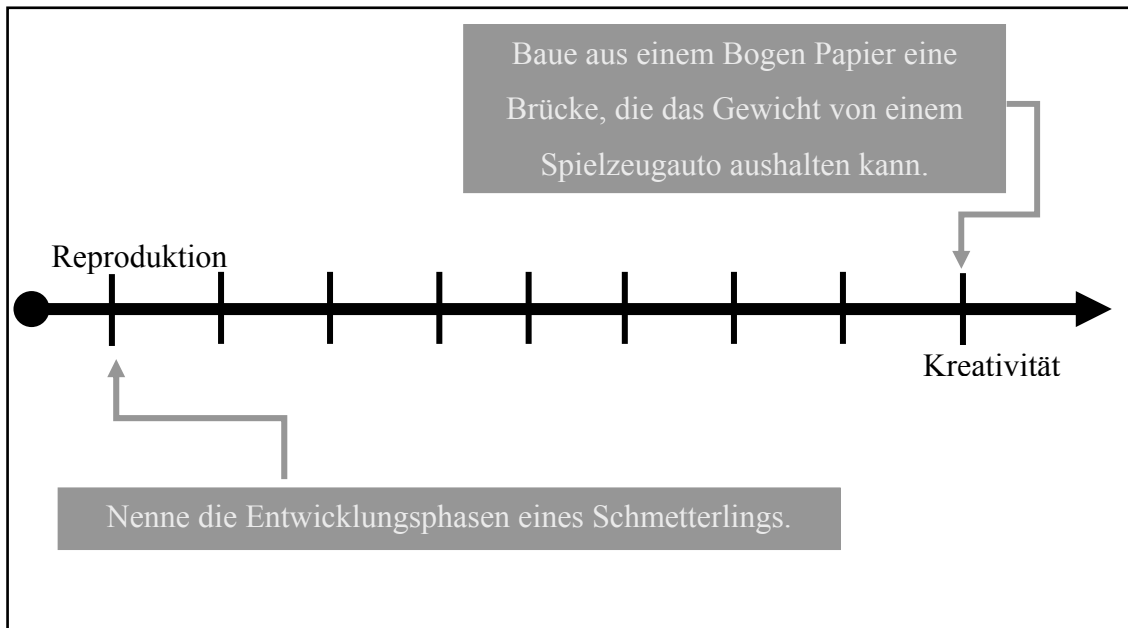 Baue aus einem Bogen Papier eine
Brücke, die das Gewicht von einem
Spielzeugauto aushalten kann.
Reproduktion
Kreativität
Nenne die Entwicklungsphasen eines Schmetterlings.